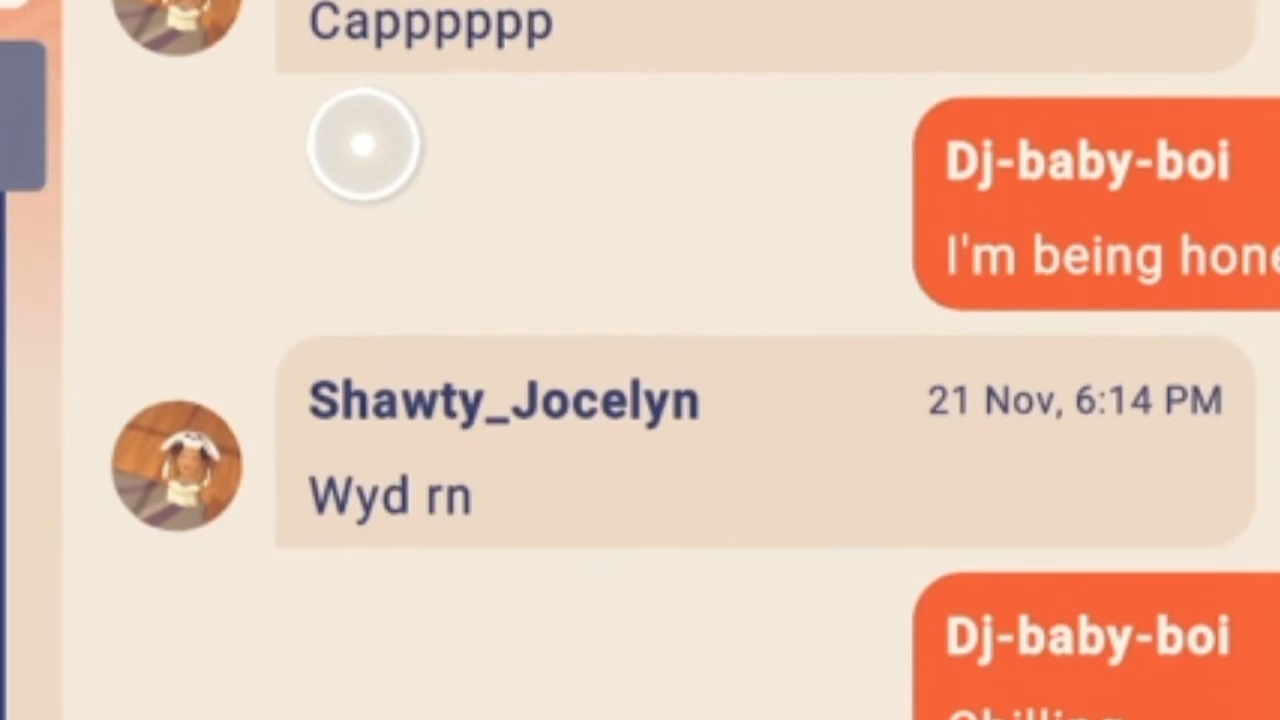 Cappppppp
Dj-baby-boi
I'm being hone
Shawty_Jocelyn 21 Nov, 6:14 PM
Wyd rn
Dj-baby-boi